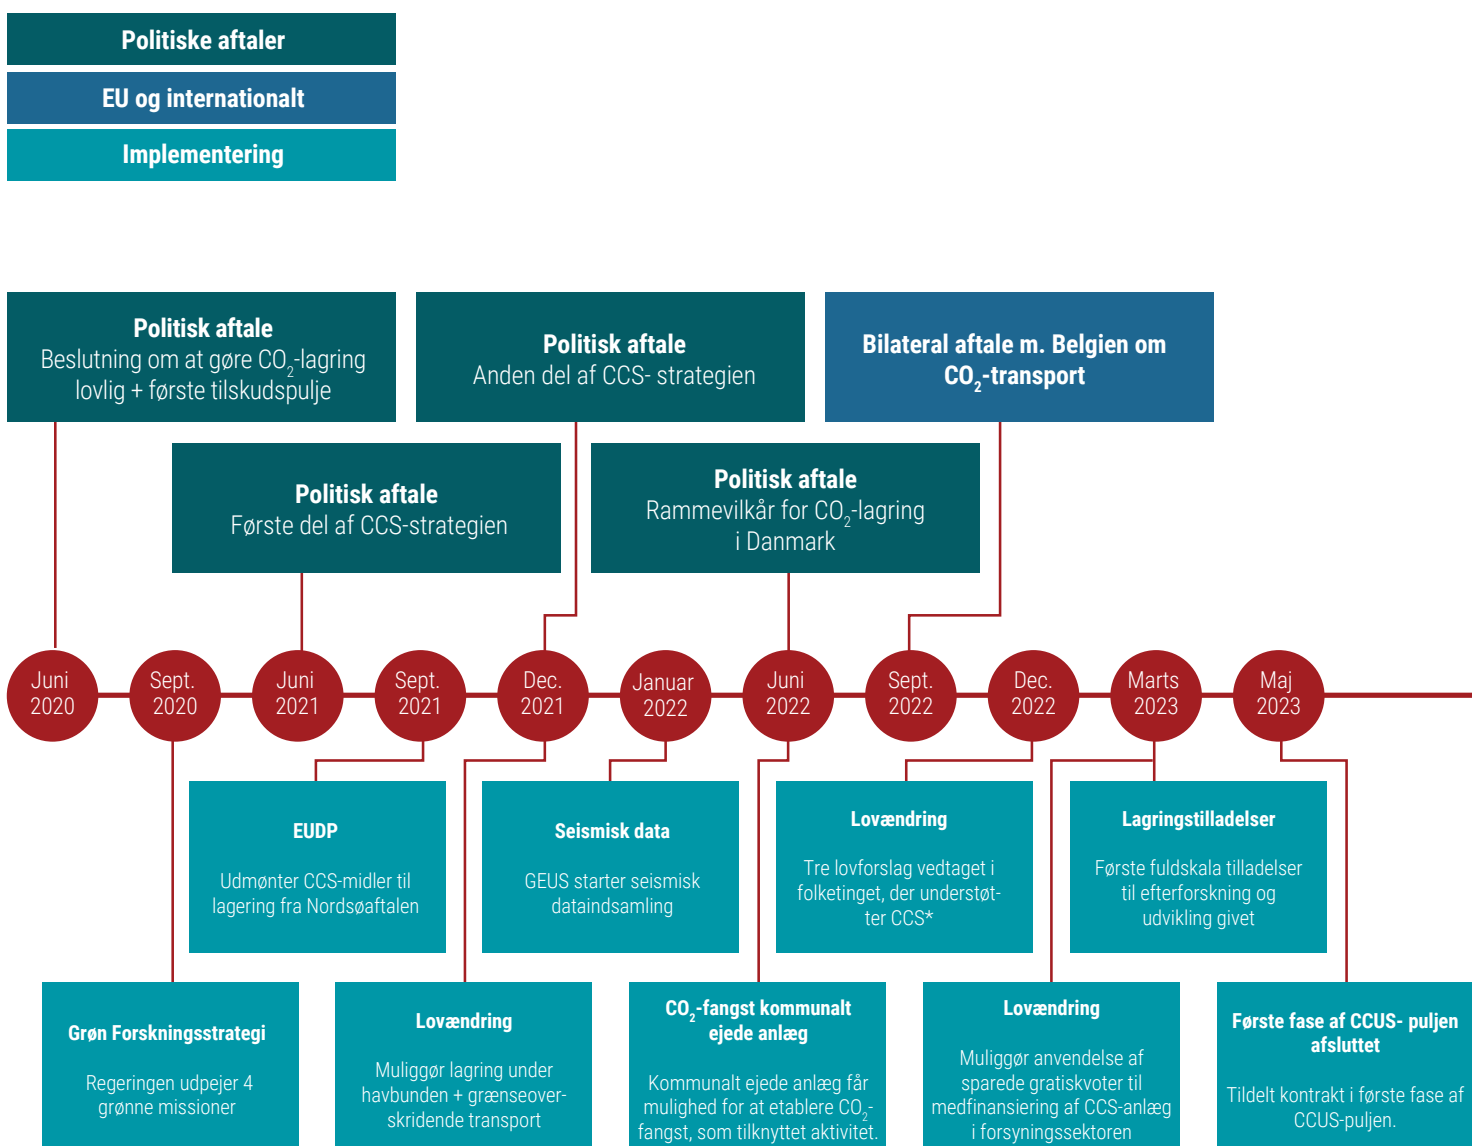 Politiske aftaler
EU og internationalt
Implementering
Politisk aftale
Beslutning om at gøre CO₂-lagring
lovlig + første tilskudspulje
Politisk aftale
Anden del af CCS- strategien
Bilateral aftale m. Belgien om
CO₂-transport
Politisk aftale
Første del af CCS-strategien
Politisk aftale
Rammevilkår for CO₂-lagring
i Danmark
Juni
2020
Sept.
2020
Juni
2021
Sept.
2021
Dec.
2021
Januar
2022
Juni
2022
Sept.
2022
Dec.
2022
Marts
2023
Maj
2023
EUDP
Udmønter CCS-midler til
lagering fra Nordsøaftalen
Seismisk data
GEUS starter seismisk
dataindsamling
Lovændring
Tre lovforslag vedtaget i
folketinget, der understøt-
ter CCS*
Lagringstilladelser
Første fuldskala tilladelser
til efterforskning og
udvikling givet
Grøn Forskningsstrategi
Regeringen udpejer 4
grønne missioner
Lovændring
Muliggør lagring under
havbunden + grænseover-
skridende transport
CO₂-fangst kommunalt
ejede anlæg
Kommunalt ejede anlæg får
mulighed for at etablere CO₂-
fangst, som tilknyttet aktivitet.
Lovændring
Muliggør anvendelse af
sparede gratiskvoter til
medfinansiering af CCS-anlæg
i forsyningssektoren
Første fase af CCUS- puljen
afsluttet
Tildelt kontrakt i første fase af
CCUS-puljen.